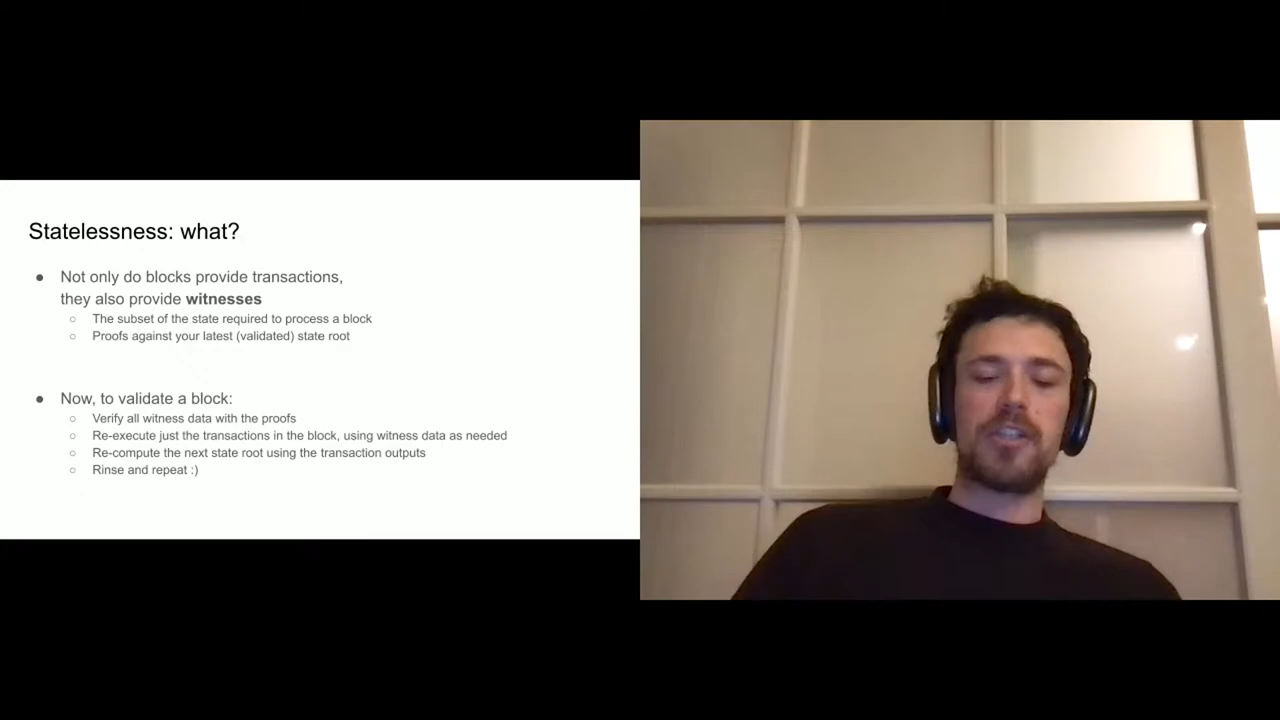 Statelessness: what?
● Not only do blocks provide transactions,
they also provide witnesses
○ The subset of the state required to process a block
○ Proofs against your latest (validated) state root
● Now, to validate a block:
○ Verify all witness data with the proofs
○ Re-execute just the transactions in the block, using witness data as needed
○ Re-compute the next state root using the transaction outputs
○ Rinse and repeat :)